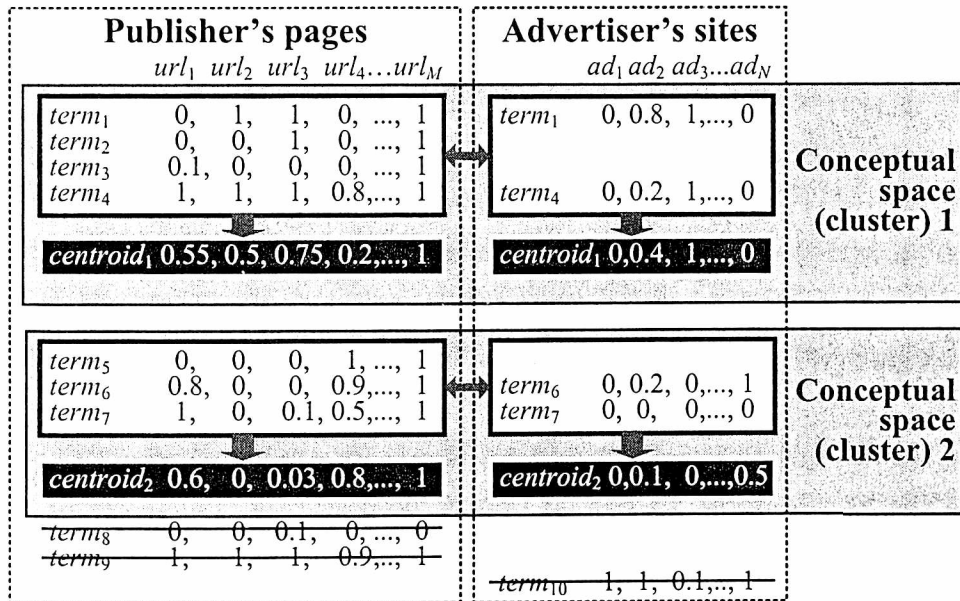 Publisher's pages
url₁ url₂ url₃ url₄...url_M
term₁ 0, 1, 1, 0, ..., 1
term₂ 0, 0, 1, 0, ..., 1
term₃ 0.1, 0, 0, 0, ..., 1
term₄ 1, 1, 1, 0.8,..., 1
centroid₁ 0.55, 0.5, 0.75, 0.2,..., 1
term₅ 0, 0, 0, 1, ..., 1
term₆ 0.8, 0, 0, 0.9,..., 1
term₇ 1, 0, 0.1, 0.5,..., 1
centroid₂ 0.6, 0, 0.03, 0.8,..., 1
term₈ 0, 0, 0.1, 0, ..., 0
term₉ 1, 1, 1, 0.9,.., 1
Advertiser's sites
ad₁ ad₂ ad₃...ad_N
term₁ 0, 0.8, 1,..., 0
term₄ 0, 0.2, 1,..., 0
centroid₁ 0,0.4, 1,..., 0
term₆ 0, 0.2, 0,..., 1
term₇ 0, 0, 0,..., 0
centroid₂ 0,0.1, 0,...,0.5
term₁₀ 1, 1, 0.1,.., 1
Conceptual
space
(cluster) 1
Conceptual
space
(cluster) 2